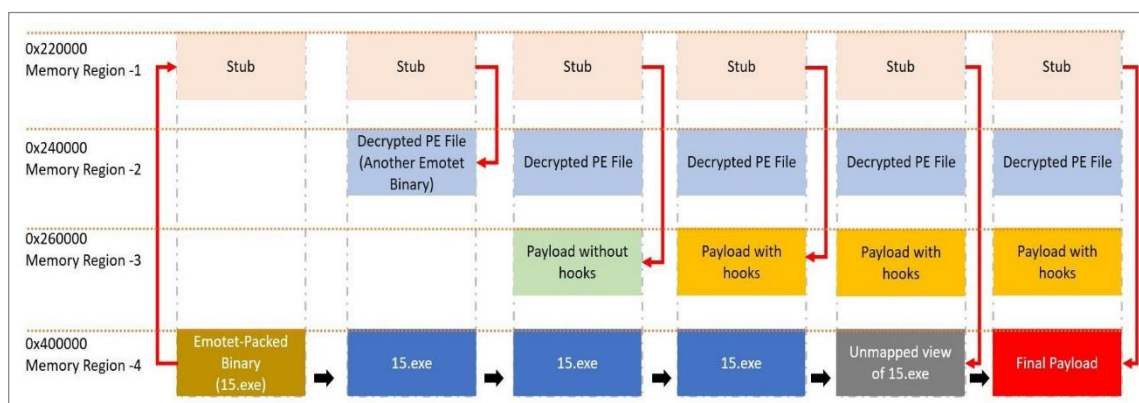 0x220000
Memory Region -1
Stub
Stub
Stub
Stub
Stub
Stub
0x240000
Memory Region -2
Decrypted PE File
(Another Emotet
Binary)
Decrypted PE File
Decrypted PE File
Decrypted PE File
Decrypted PE File
0x260000
Memory Region -3
Payload without
hooks
Payload with
hooks
Payload with
hooks
Payload with
hooks
0x400000
Memory Region -4
Emotet-Packed
Binary
(15.exe)
15.exe
15.exe
15.exe
Unmapped view
of 15.exe
Final Payload